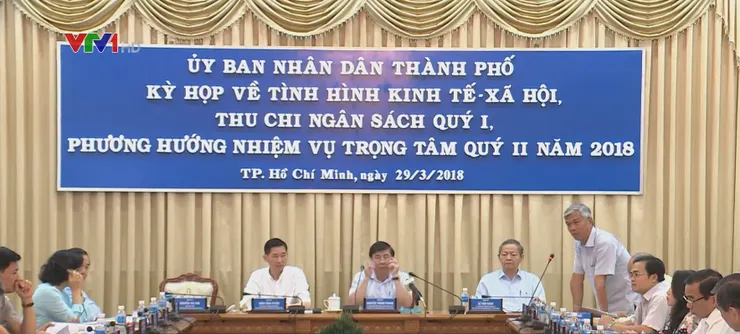 VTV1 HD
ỦY BAN NHÂN DÂN THÀNH PHỐ
KỲ HỌP VỀ TÌNH HÌNH KINH TẾ-XÃ HỘI,
THU CHI NGÂN SÁCH QUÝ I,
PHƯƠNG HƯỚNG NHIỆM VỤ TRỌNG TÂM QUÝ II NĂM 2018
TP. HỒ CHÍ MINH, ngày 29/3/2018